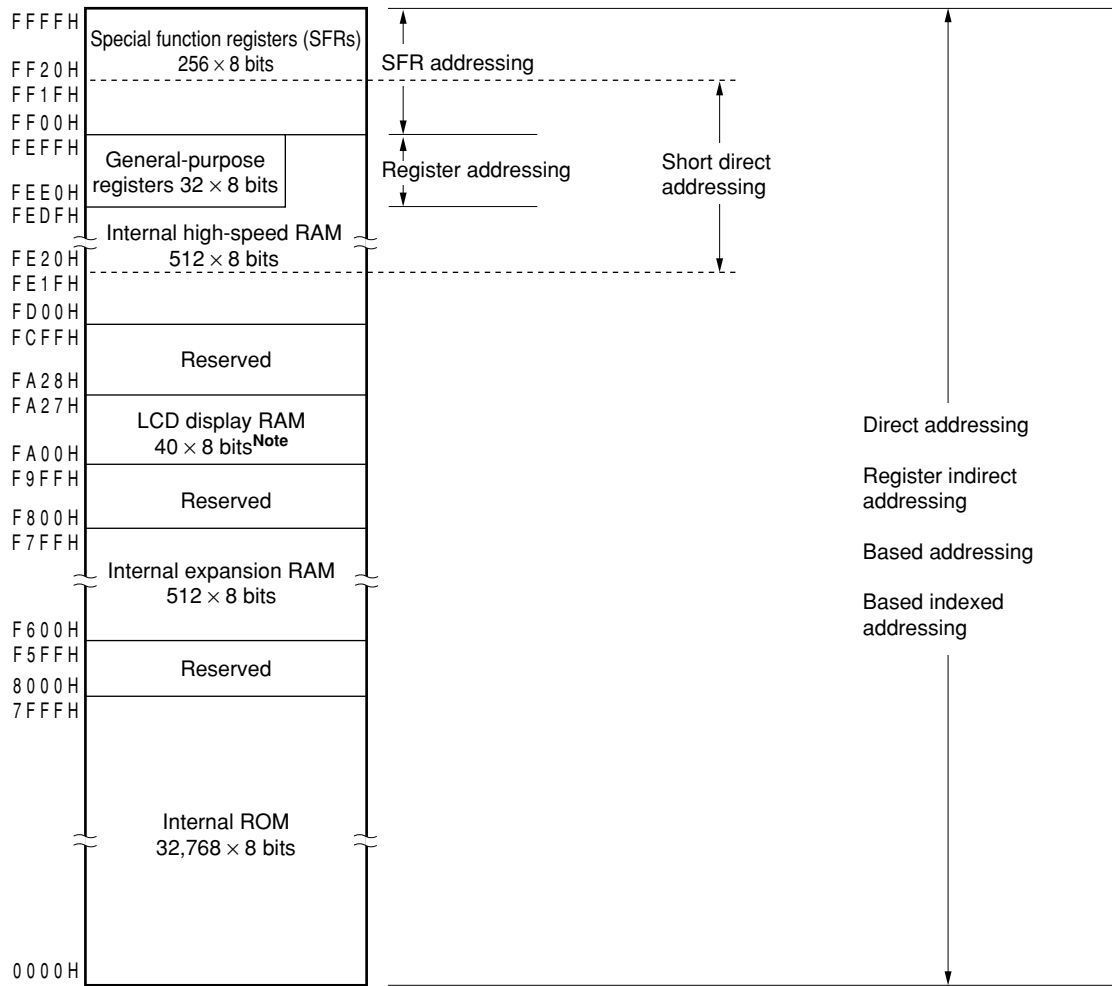 FFFFH
Special function registers (SFRs)
256 × 8 bits
SFR addressing
FF20H
FF1FH
FF00H
FEFFH
General-purpose
registers 32 × 8 bits
Register addressing
Short direct
addressing
FEE0H
FEDFH
Internal high-speed RAM
512 × 8 bits
FE20H
FE1FH
FD00H
FCFFH
Reserved
FA28H
FA27H
LCD display RAM
40 × 8 bitsNote
FA00H
F9FFH
Reserved
F800H
F7FFH
Internal expansion RAM
512 × 8 bits
F600H
F5FFH
Reserved
8000H
7FFFH
Internal ROM
32,768 × 8 bits
0000H
Direct addressing
Register indirect
addressing
Based addressing
Based indexed
addressing